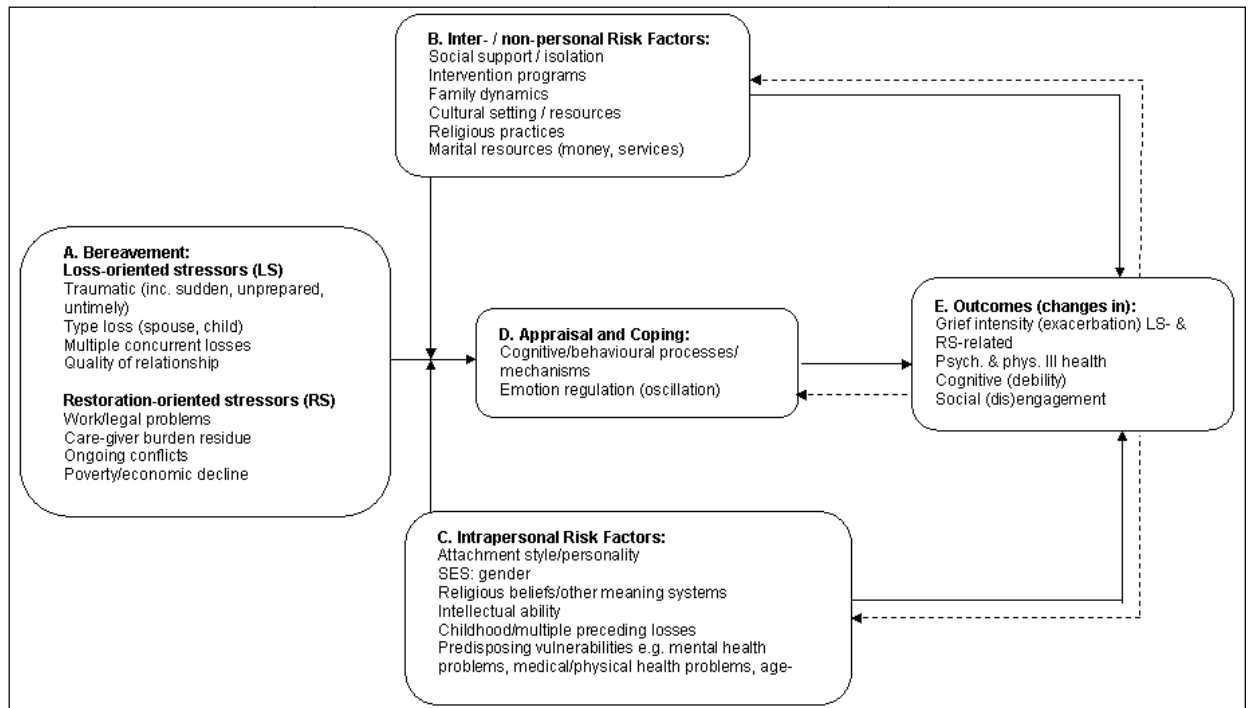 B. Inter- / non-personal Risk Factors:
Social support / isolation
Intervention programs
Family dynamics
Cultural setting / resources
Religious practices
Marital resources (money, services)
A. Bereavement:
Loss-oriented stressors (LS)
Traumatic (inc. sudden, unprepared,
untimely)
Type loss (spouse, child)
Multiple concurrent losses
Quality of relationship
Restoration-oriented stressors (RS)
Work/legal problems
Care-giver burden residue
Ongoing conflicts
Poverty/economic decline
D. Appraisal and Coping:
Cognitive/behavioural processes/
mechanisms
Emotion regulation (oscillation)
E. Outcomes (changes in):
Grief intensity (exacerbation) LS- &
RS-related
Psych. & phys. Ill health
Cognitive (debility)
Social (dis)engagement
C. Intrapersonal Risk Factors:
Attachment style/personality
SES: gender
Religious beliefs/other meaning systems
Intellectual ability
Childhood/multiple preceding losses
Predisposing vulnerabilities e.g. mental health
problems, medical/physical health problems, age-